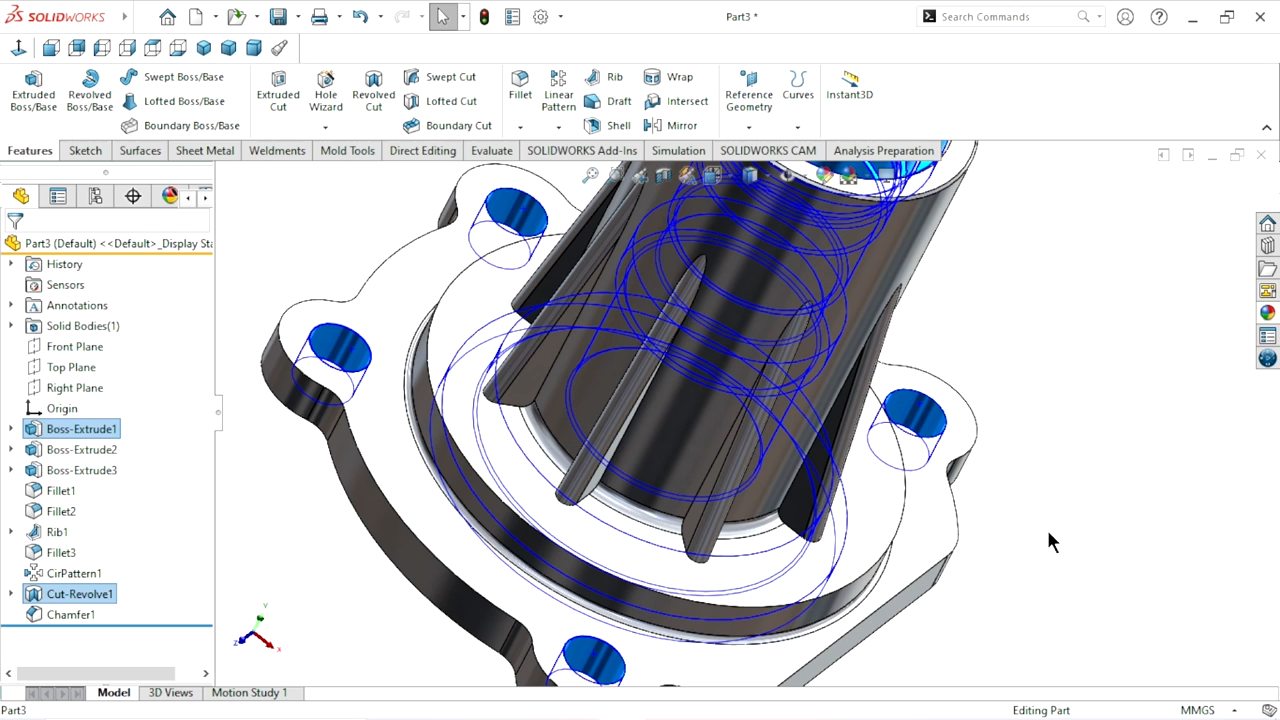 SOLIDWORKS
Part3 *
Search Commands
Extruded Boss/Base
Revolved Boss/Base
Swept Boss/Base
Lofted Boss/Base
Boundary Boss/Base
Extruded Cut
Hole Wizard
Revolved Cut
Swept Cut
Lofted Cut
Boundary Cut
Fillet
Linear Pattern
Rib
Draft
Shell
Wrap
Intersect
Mirror
Reference Geometry
Curves
Instant3D
Features
Sketch
Surfaces
Sheet Metal
Weldments
Mold Tools
Direct Editing
Evaluate
SOLIDWORKS Add-Ins
Simulation
SOLIDWORKS CAM
Analysis Preparation
Part3 (Default) <<Default>_Display Sta
History
Sensors
Annotations
Solid Bodies(1)
Front Plane
Top Plane
Right Plane
Origin
Boss-Extrude1
Boss-Extrude2
Boss-Extrude3
Fillet1
Fillet2
Rib1
Fillet3
CirPattern1
Cut-Revolve1
Chamfer1
Y
Z
X
Model
3D Views
Motion Study 1
Part3
Editing Part
MMGS